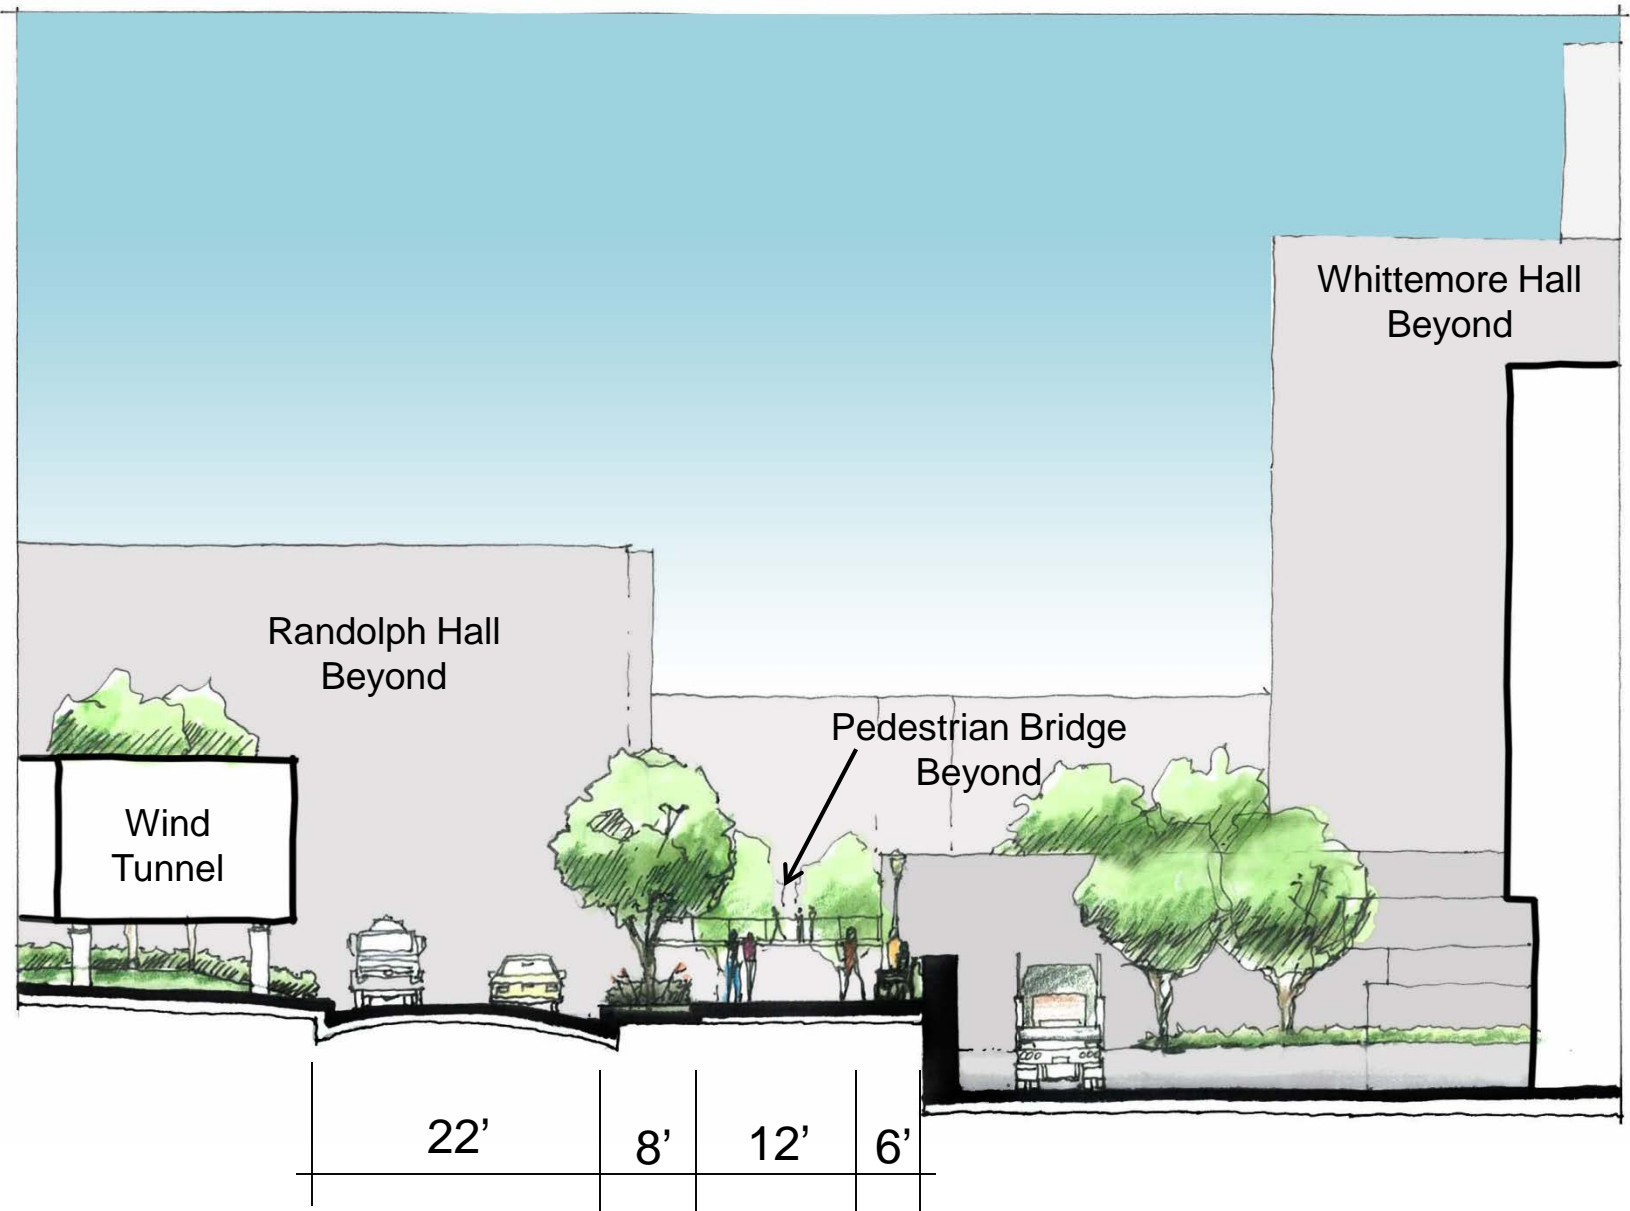 Whittemore Hall
Beyond
Randolph Hall
Beyond
Pedestrian Bridge
Beyond
Wind
Tunnel
22’
8’
12’
6’